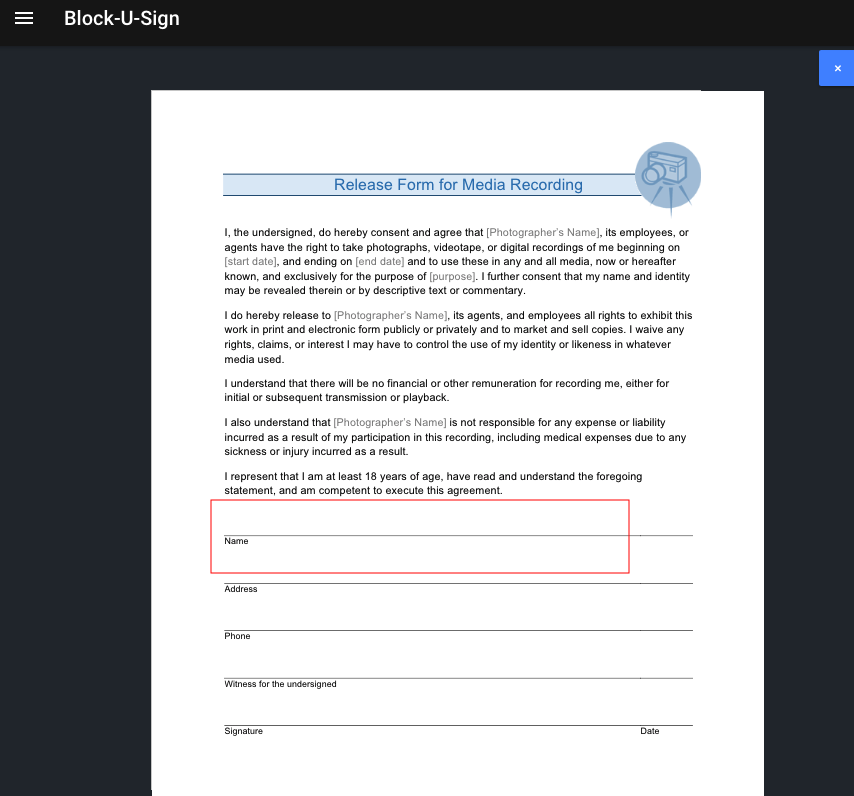 Block-U-Sign
×
Release Form for Media Recording
I, the undersigned, do hereby consent and agree that [Photographer's Name], its employees, or
agents have the right to take photographs, videotape, or digital recordings of me beginning on
[start date], and ending on [end date] and to use these in any and all media, now or hereafter
known, and exclusively for the purpose of [purpose]. I further consent that my name and identity
may be revealed therein or by descriptive text or commentary.
I do hereby release to [Photographer's Name], its agents, and employees all rights to exhibit this
work in print and electronic form publicly or privately and to market and sell copies. I waive any
rights, claims, or interest I may have to control the use of my identity or likeness in whatever
media used.
I understand that there will be no financial or other remuneration for recording me, either for
initial or subsequent transmission or playback.
I also understand that [Photographer's Name] is not responsible for any expense or liability
incurred as a result of my participation in this recording, including medical expenses due to any
sickness or injury incurred as a result.
I represent that I am at least 18 years of age, have read and understand the foregoing
statement, and am competent to execute this agreement.
Name
Address
Phone
Witness for the undersigned
Signature Date